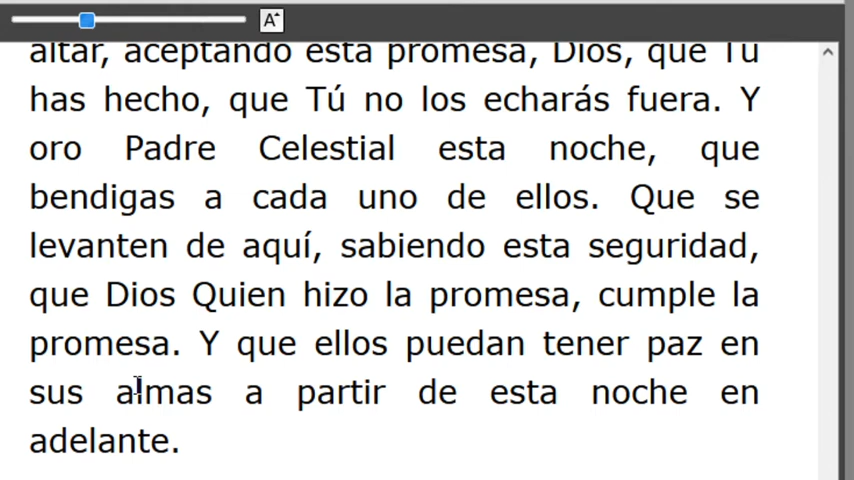 A
altar, aceptando esta promesa, Dios, que Tú
has hecho, que Tú no los echarás fuera. Y
oro Padre Celestial esta noche, que
bendigas a cada uno de ellos. Que se
levanten de aquí, sabiendo esta seguridad,
que Dios Quien hizo la promesa, cumple la
promesa. Y que ellos puedan tener paz en
sus almas a partir de esta noche en
adelante.